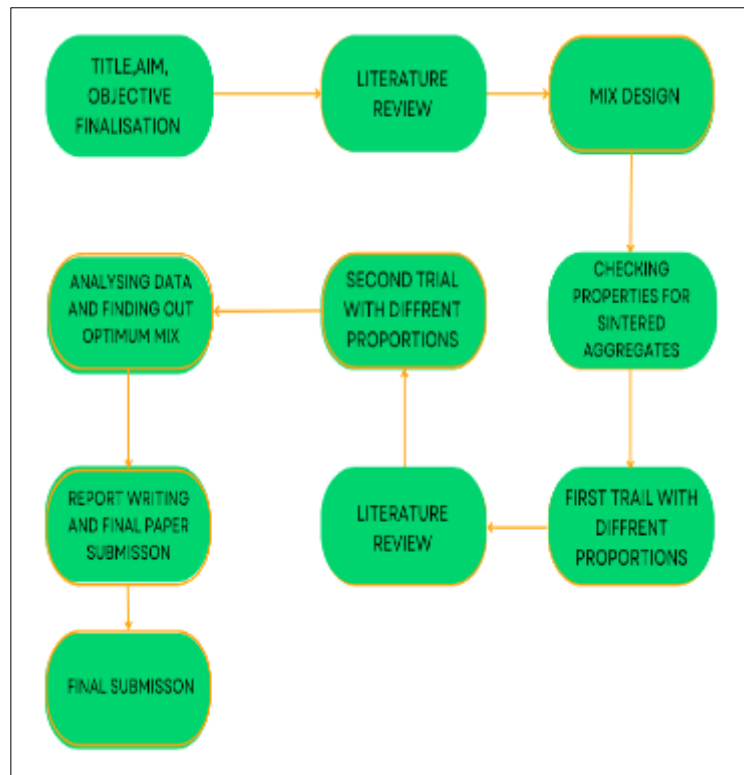 TITLE,AIM,
OBJECTIVE
FINALISATION
LITERATURE
REVIEW
MIX DESIGN
CHECKING
PROPERTIES FOR
SINTERED
AGGREGATES
FIRST TRAIL WITH
DIFFRENT
PROPORTIONS
LITERATURE
REVIEW
SECOND TRIAL
WITH DIFFRENT
PROPORTIONS
ANALYSING DATA
AND FINDING OUT
OPTIMUM MIX
REPORT WRITING
AND FINAL PAPER
SUBMISSON
FINAL SUBMISSON